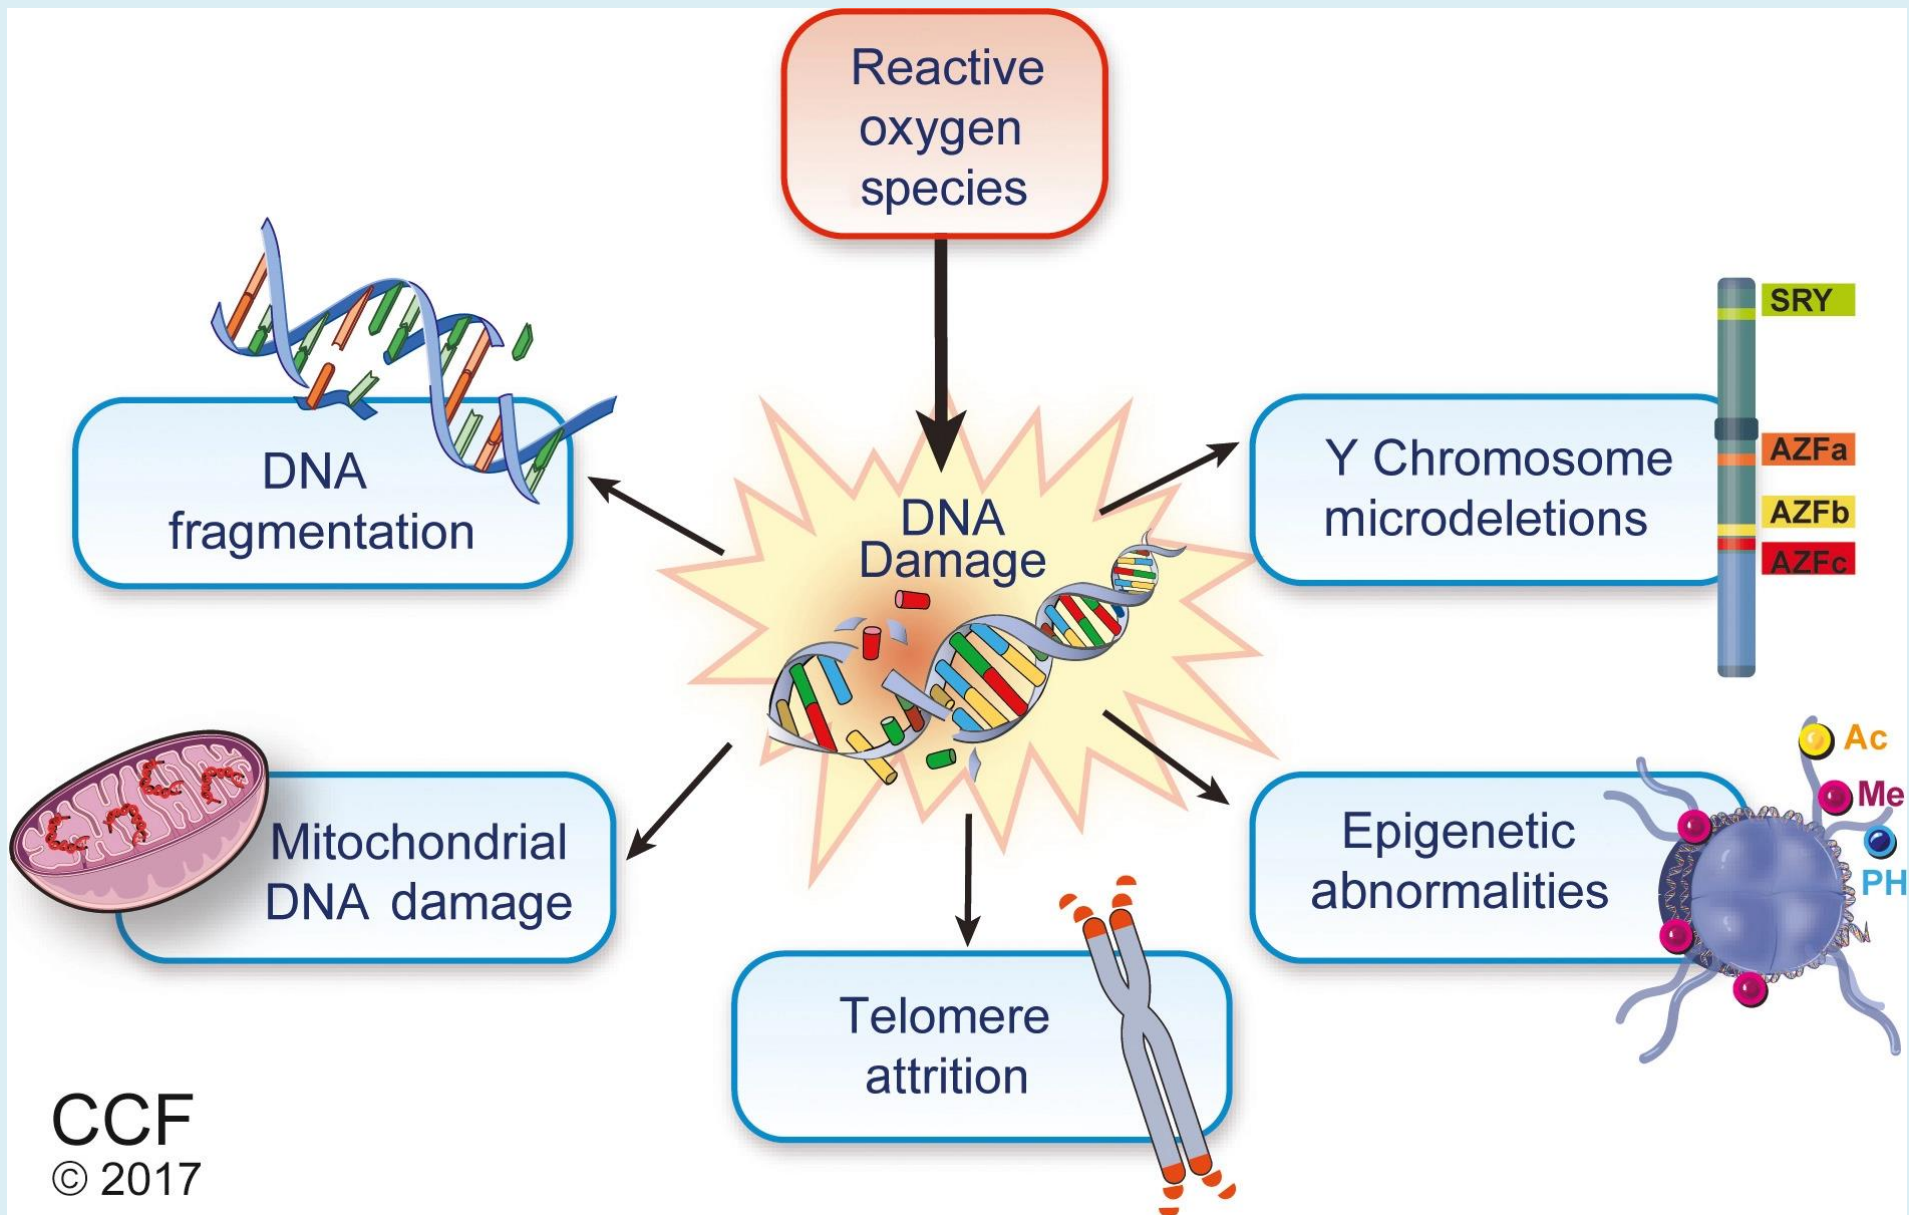 Reactive
oxygen
species
SRY
AZFa
AZFb
AZFc
DNA
fragmentation
DNA
Damage
Y Chromosome
microdeletions
Mitochondrial
DNA damage
Telomere
attrition
Epigenetic
abnormalities
Ac
Me
PH
CCF
© 2017